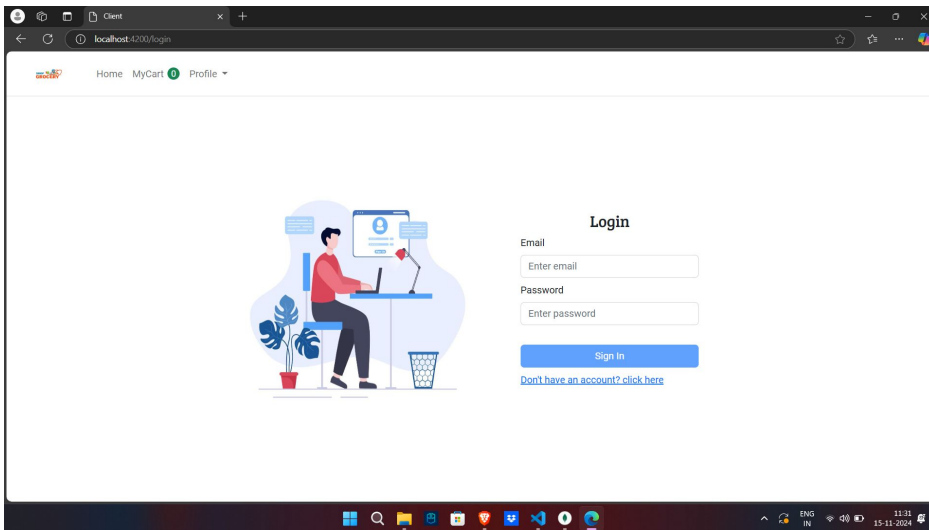 Client
localhost:4200/login
GROCERY
Home MyCart 0 Profile
Login
Email
Enter email
Password
Enter password
Sign In
Don't have an account? click here
ENG
IN
11:31
15-11-2024